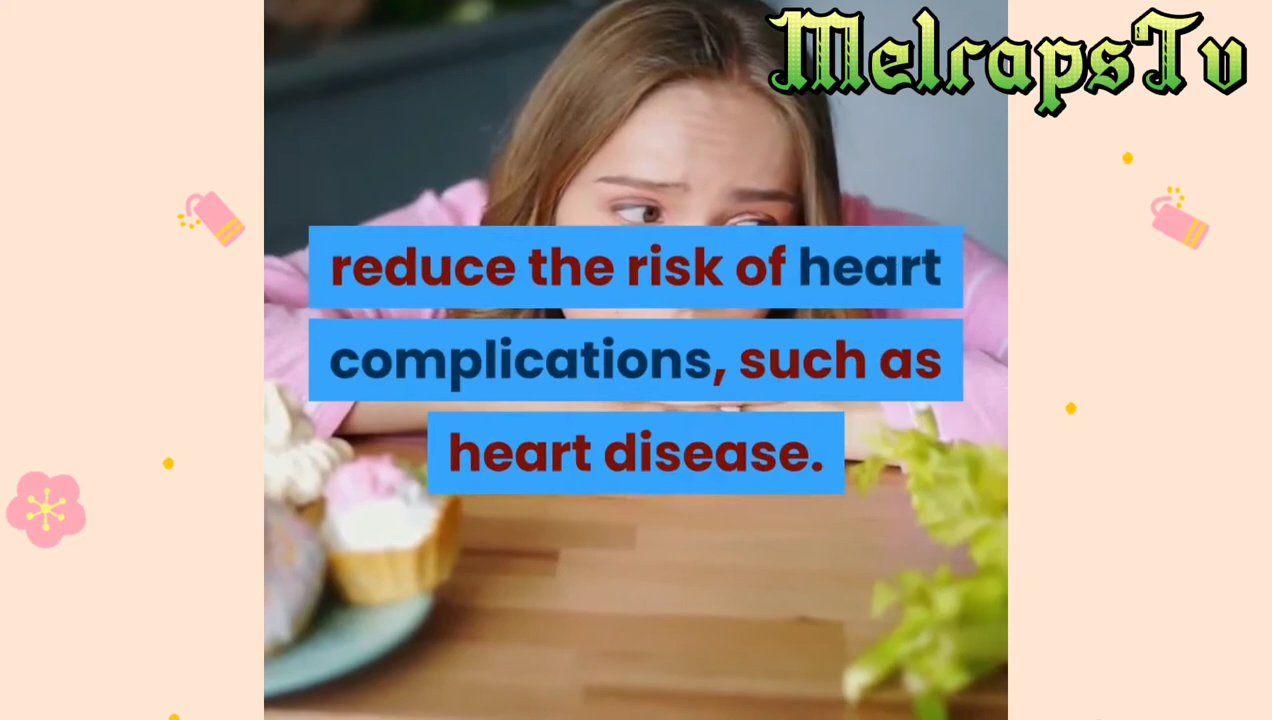 MelrapsTv
reduce the risk of heart
complications, such as
heart disease.